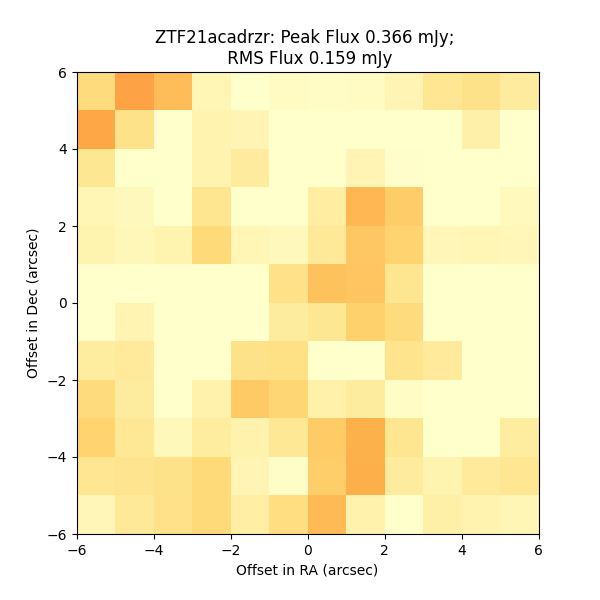 ZTF21acadrzr: Peak Flux 0.366 mJy;
RMS Flux 0.159 mJy
6
4
2
0
−2
−4
−6
Offset in Dec (arcsec)
−6 −4 −2 0 2 4 6
Offset in RA (arcsec)